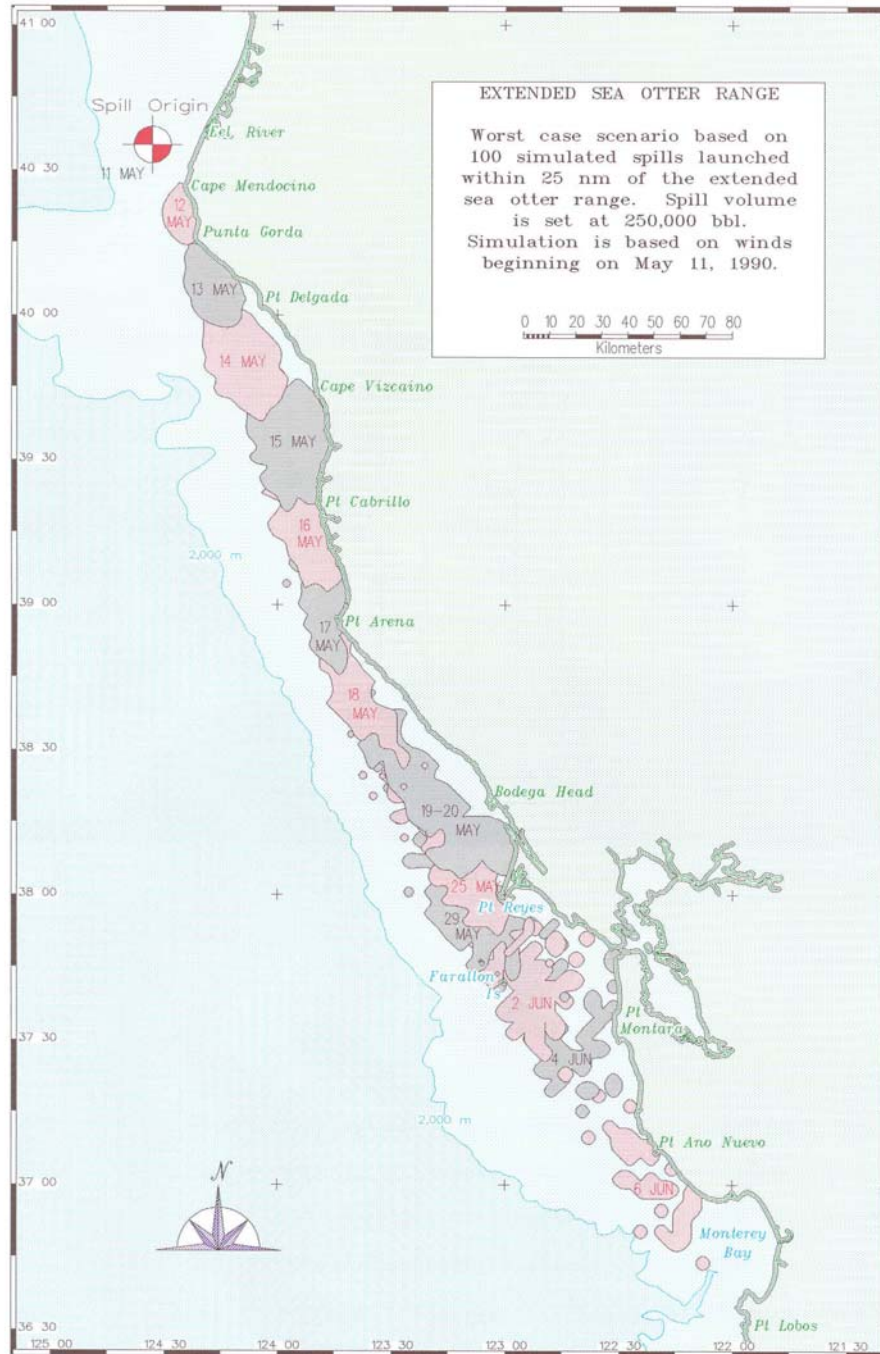 41 00
Spill Origin
11 MAY
Eel River
EXTENDED SEA OTTER RANGE
Worst case scenario based on
100 simulated spills launched
within 25 nm of the extended
sea otter range. Spill volume
is set at 250,000 bbl.
Simulation is based on winds
beginning on May 11, 1990.
0 10 20 30 40 50 60 70 80
Kilometers
40 30
Cape Mendocino
12
MAY
Punta Gorda
13 MAY
Pt Delgada
40 00
14 MAY
Cape Vizcaino
15 MAY
39 30
Pt Cabrillo
16
MAY
2,000 m
39 00
Pt Arena
17
MAY
18
MAY
38 30
Bodega Head
19-20
MAY
38 00
25 MAY
Pt Reyes
29
MAY
Farallon
Is
2 JUN
Pt
Montara
37 30
4 JUN
2,000 m
Pt Ano Nuevo
37 00
6 JUN
N
Monterey
Bay
36 30
Pt Lobos
125 00
124 30
124 00
123 30
123 00
122 30
122 00
121 30